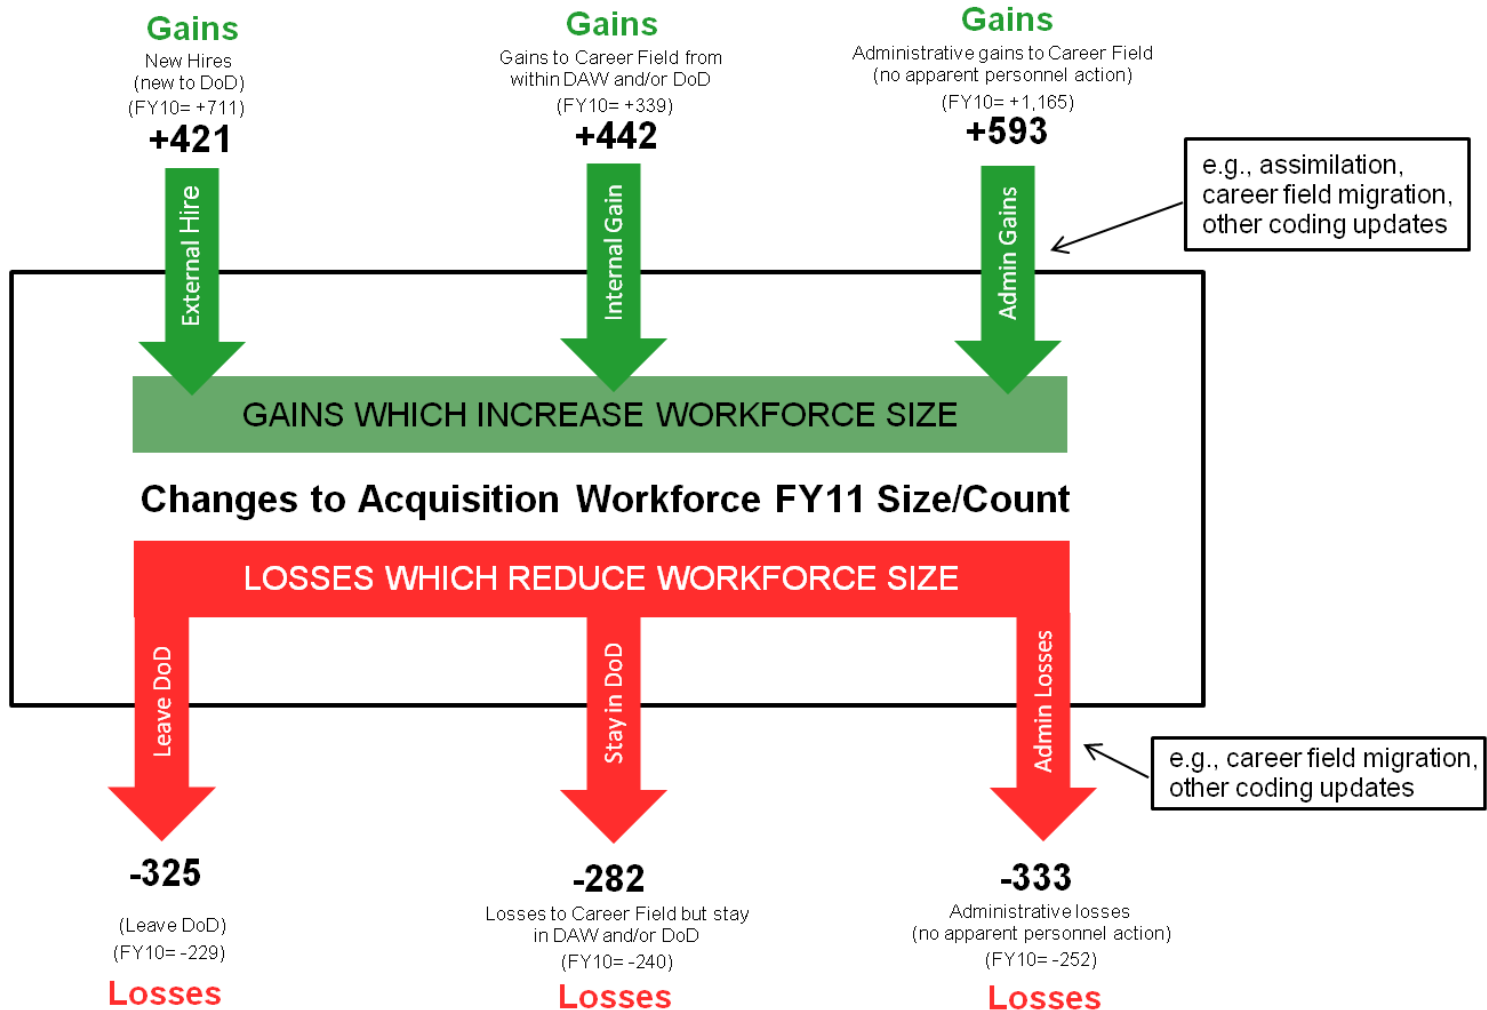 Gains
New Hires
(new to DoD)
(FY10= +711)
+421
Gains
Gains to Career Field from
within DAW and/or DoD
(FY10= +339)
+442
Gains
Administrative gains to Career Field
(no apparent personnel action)
(FY10= +1,165)
+593
e.g., assimilation,
career field migration,
other coding updates
External Hire
Internal Gain
Admin Gains
GAINS WHICH INCREASE WORKFORCE SIZE
Changes to Acquisition Workforce FY11 Size/Count
LOSSES WHICH REDUCE WORKFORCE SIZE
Leave DoD
Stay in DoD
Admin Losses
e.g., career field migration,
other coding updates
-325
(Leave DoD)
(FY10= -229)
Losses
-282
Losses to Career Field but stay
in DAW and/or DoD
(FY10= -240)
Losses
-333
Administrative losses
(no apparent personnel action)
(FY10= -252)
Losses